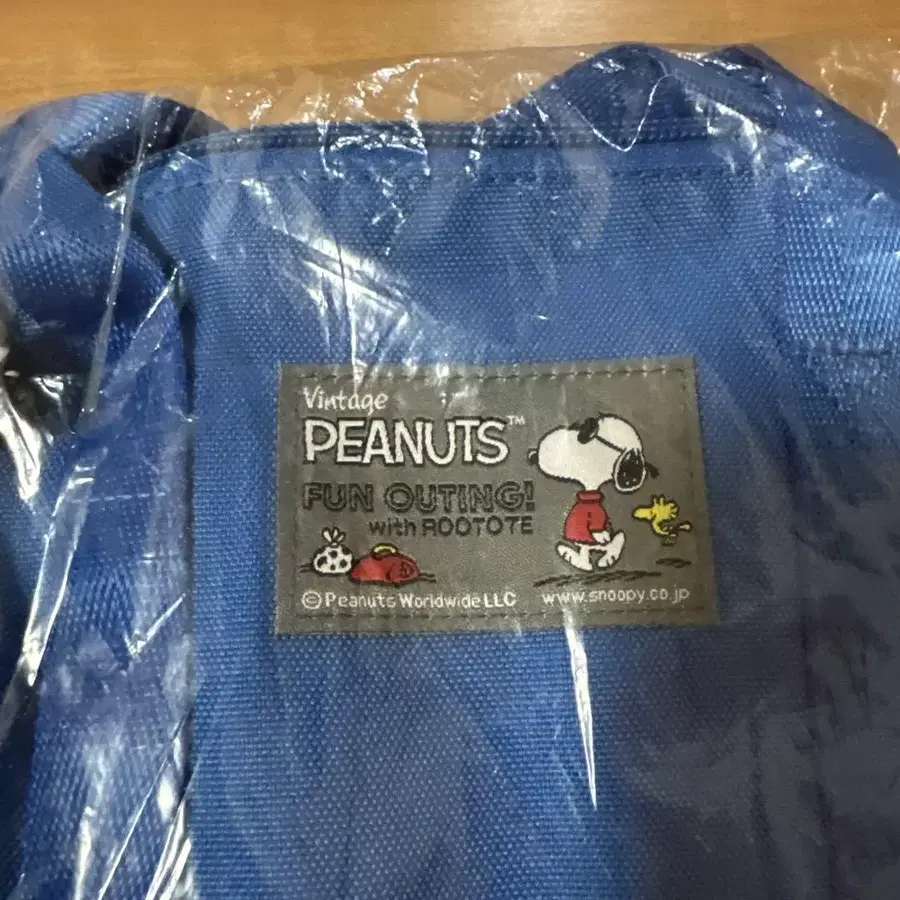 Vintage
PEANUTS™
FUN OUTING!
with ROOTOTE
©Peanuts Worldwide LLC
www.snoopy.co.jp